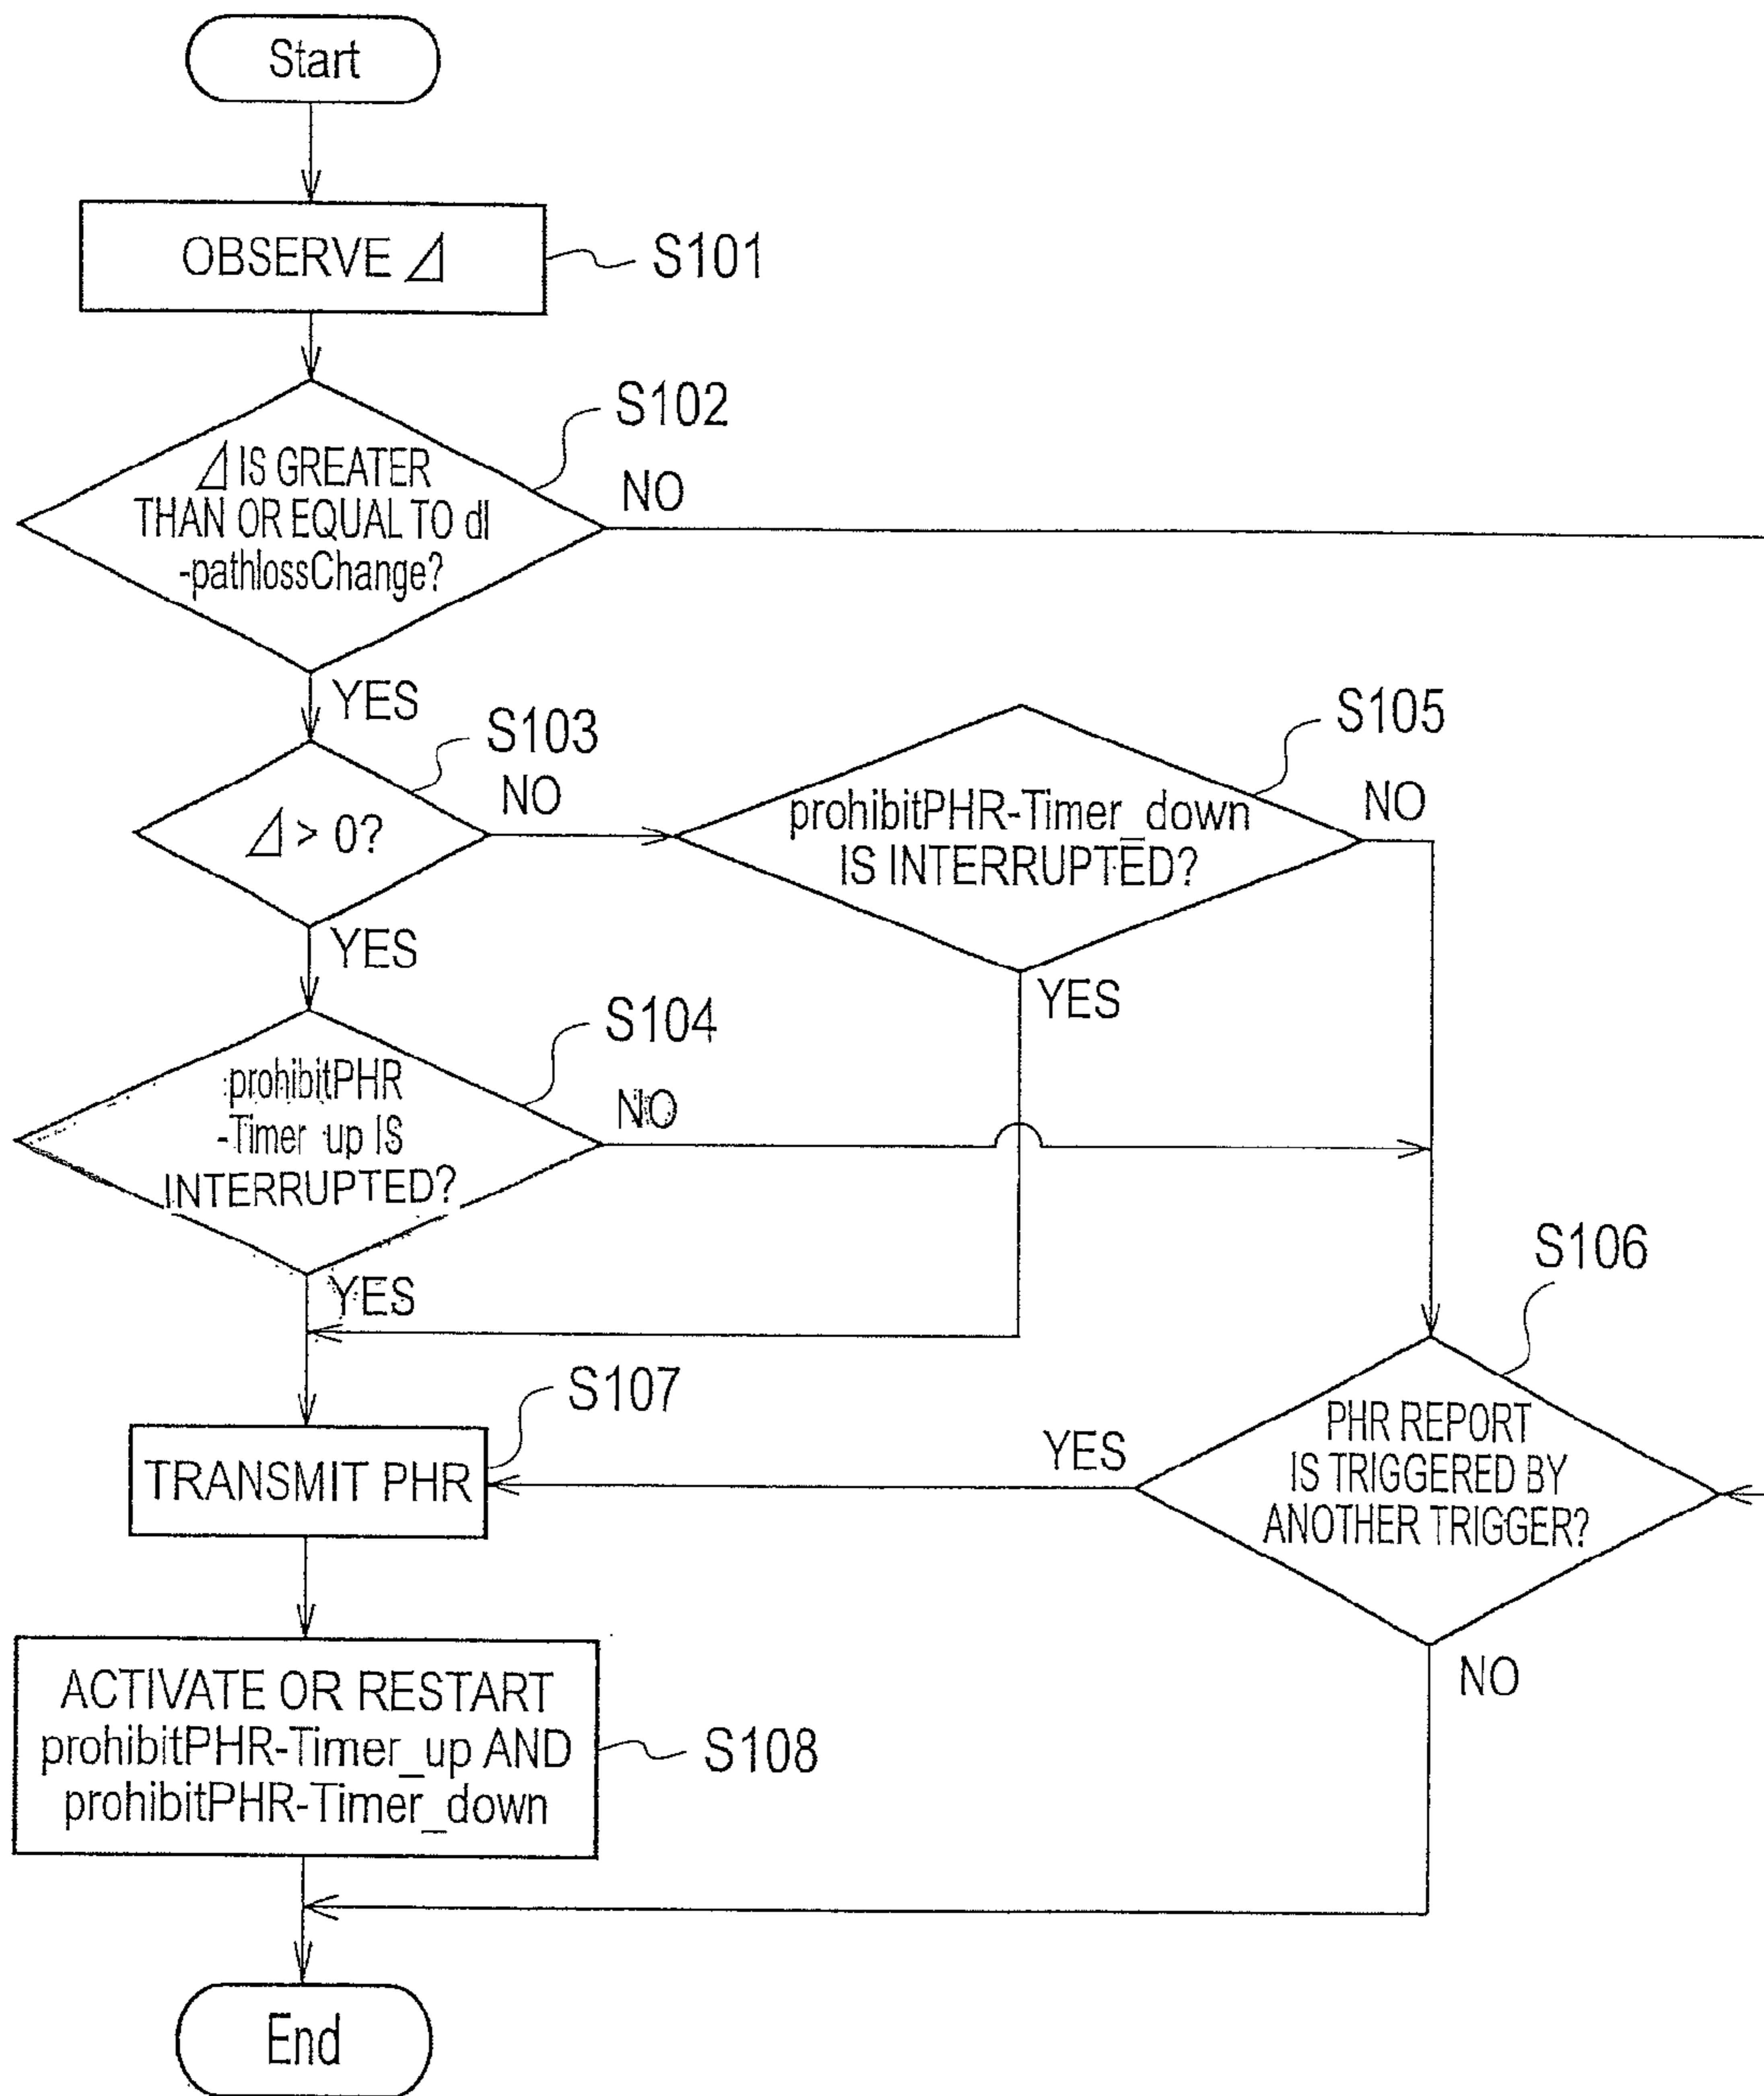 Start
OBSERVE ⊿
S101
S102
⊿ IS GREATER
THAN OR EQUAL TO dl
-pathlossChange?
NO
YES
S103
⊿ > 0?
NO
YES
S105
prohibitPHR-Timer_down
IS INTERRUPTED?
NO
YES
S104
prohibitPHR
-Timer up IS
INTERRUPTED?
NO
YES
S106
PHR REPORT
IS TRIGGERED BY
ANOTHER TRIGGER?
YES
NO
S107
TRANSMIT PHR
ACTIVATE OR RESTART
prohibitPHR-Timer_up AND
prohibitPHR-Timer_down
S108
End